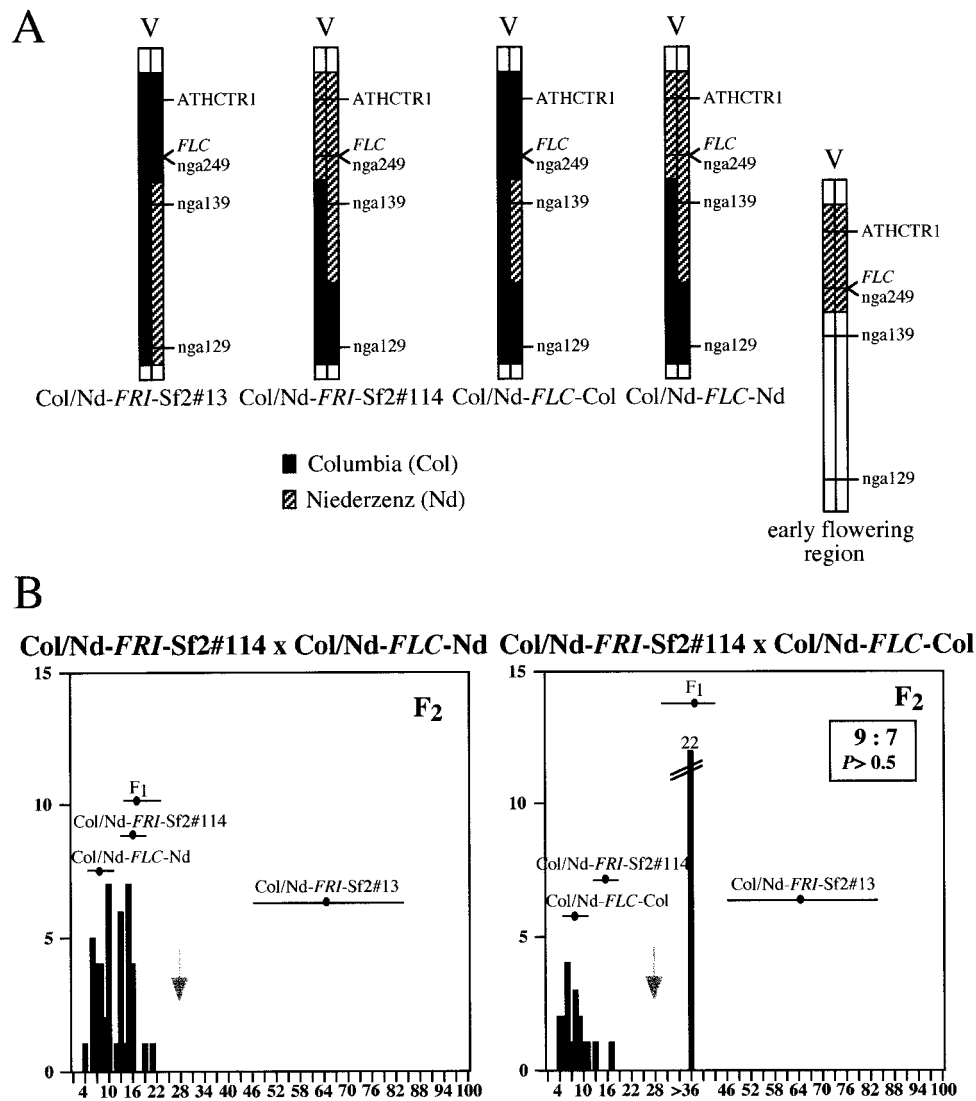 A
V
V
V
V
ATHCTR1
FLC
nga249
nga139
nga129
ATHCTR1
FLC
nga249
nga139
nga129
ATHCTR1
FLC
nga249
nga139
nga129
ATHCTR1
FLC
nga249
nga139
nga129
V
ATHCTR1
FLC
nga249
nga139
nga129
Col/Nd-FRI-Sf2#13 Col/Nd-FRI-Sf2#114 Col/Nd-FLC-Col Col/Nd-FLC-Nd
Columbia (Col)
Niederzenz (Nd)
early flowering
region
B
Col/Nd-FRI-Sf2#114 x Col/Nd-FLC-Nd
15
10
5
0
F2
F1
Col/Nd-FRI-Sf2#114
Col/Nd-FLC-Nd
Col/Nd-FRI-Sf2#13
4 10 16 22 28 34 40 46 52 58 64 70 76 82 88 94 100
Col/Nd-FRI-Sf2#114 x Col/Nd-FLC-Col
15
10
5
0
F1
F2
22
9 : 7
P> 0.5
Col/Nd-FRI-Sf2#114
Col/Nd-FLC-Col
Col/Nd-FRI-Sf2#13
4 10 16 22 28 >36 46 52 58 64 70 76 82 88 94 100